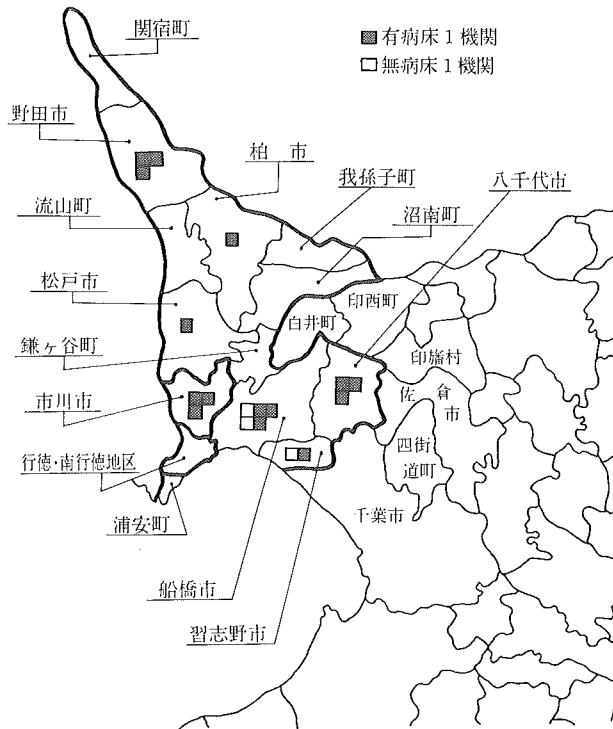 関宿町
有病床1機関
無病床1機関
野田市
柏市
我孫子町
八千代市
流山町
沼南町
松戸市
印西町
白井町
鎌ヶ谷町
印旛村
市川市
佐倉市
四街道町
行徳・南行徳地区
千葉市
浦安町
船橋市
習志野市